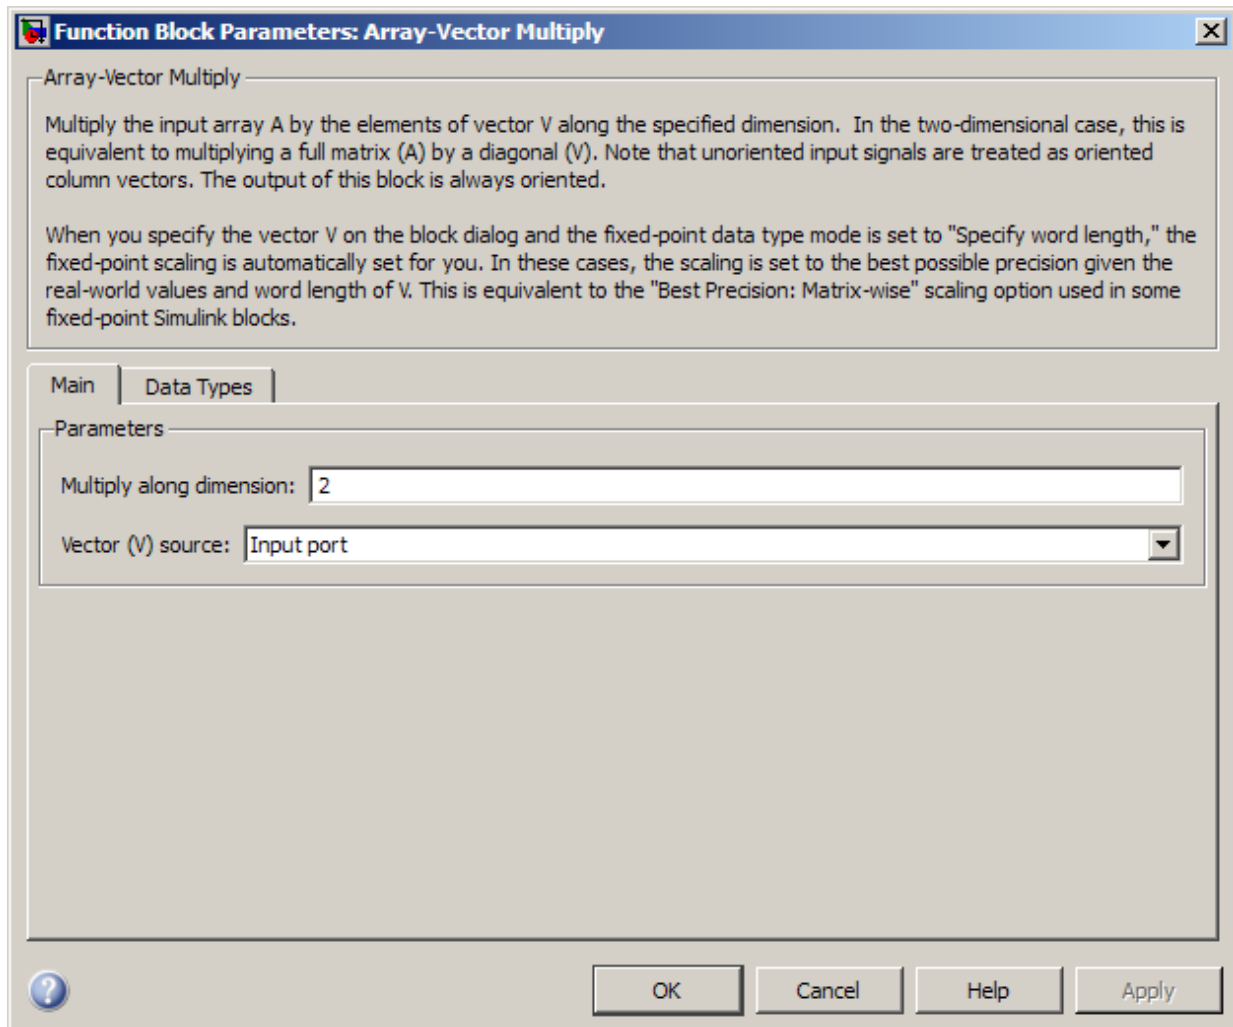 Function Block Parameters: Array-Vector Multiply
Array-Vector Multiply
Multiply the input array A by the elements of vector V along the specified dimension.  In the two-dimensional case, this is
equivalent to multiplying a full matrix (A) by a diagonal (V). Note that unoriented input signals are treated as oriented
column vectors. The output of this block is always oriented.
When you specify the vector V on the block dialog and the fixed-point data type mode is set to "Specify word length," the
fixed-point scaling is automatically set for you. In these cases, the scaling is set to the best possible precision given the
real-world values and word length of V. This is equivalent to the "Best Precision: Matrix-wise" scaling option used in some
fixed-point Simulink blocks.
Main Data Types
Parameters
Multiply along dimension: 2
Vector (V) source: Input port
? OK Cancel Help Apply